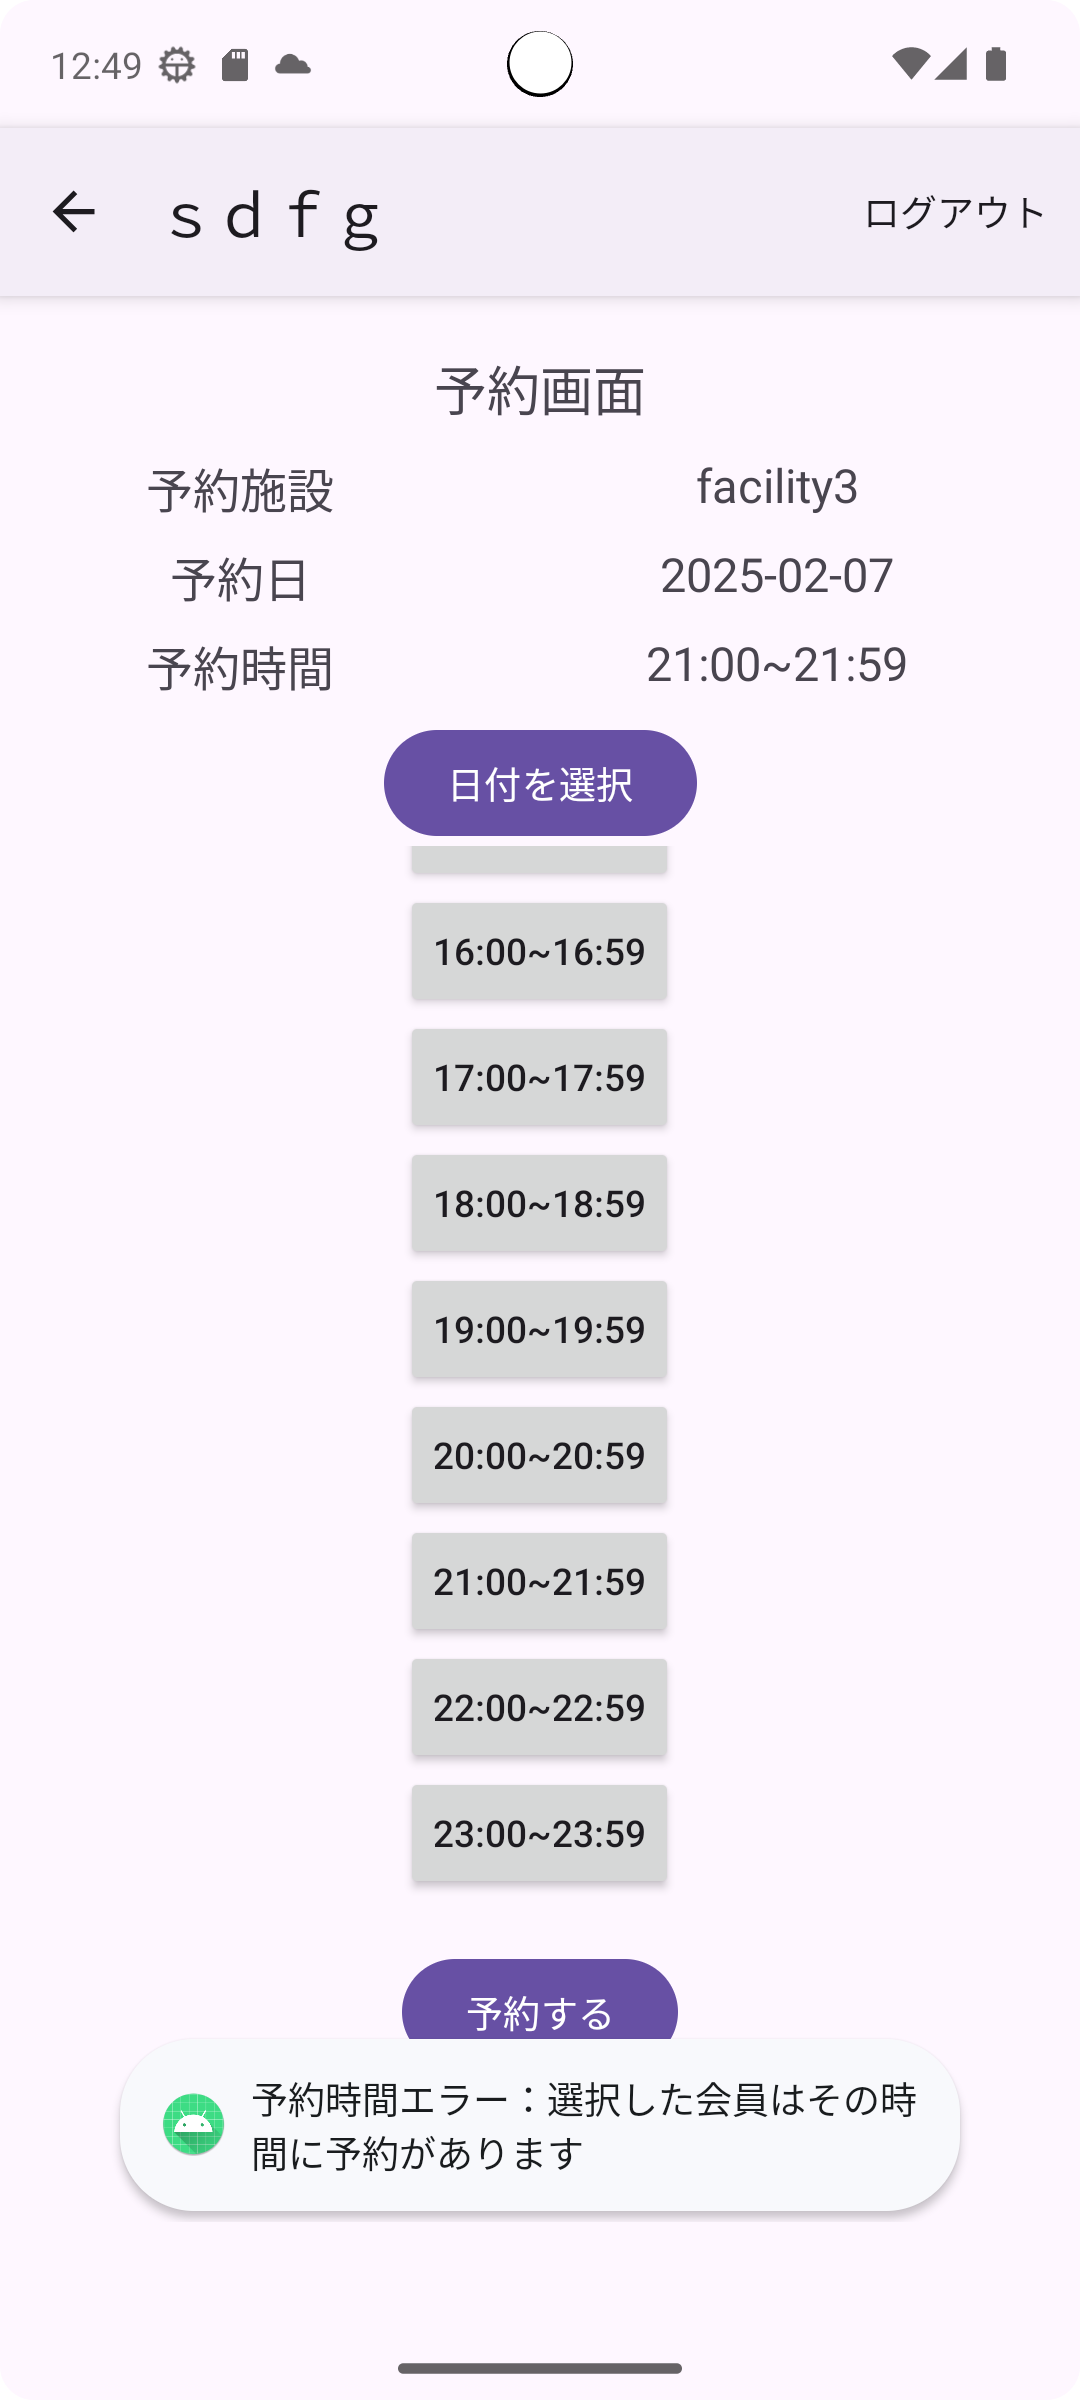 12:49
ｓｄｆｇ
ログアウト
予約画面
予約施設 facility3
予約日 2025-02-07
予約時間 21:00~21:59
日付を選択
16:00~16:59
17:00~17:59
18:00~18:59
19:00~19:59
20:00~20:59
21:00~21:59
22:00~22:59
23:00~23:59
予約する
予約時間エラー：選択した会員はその時
間に予約があります